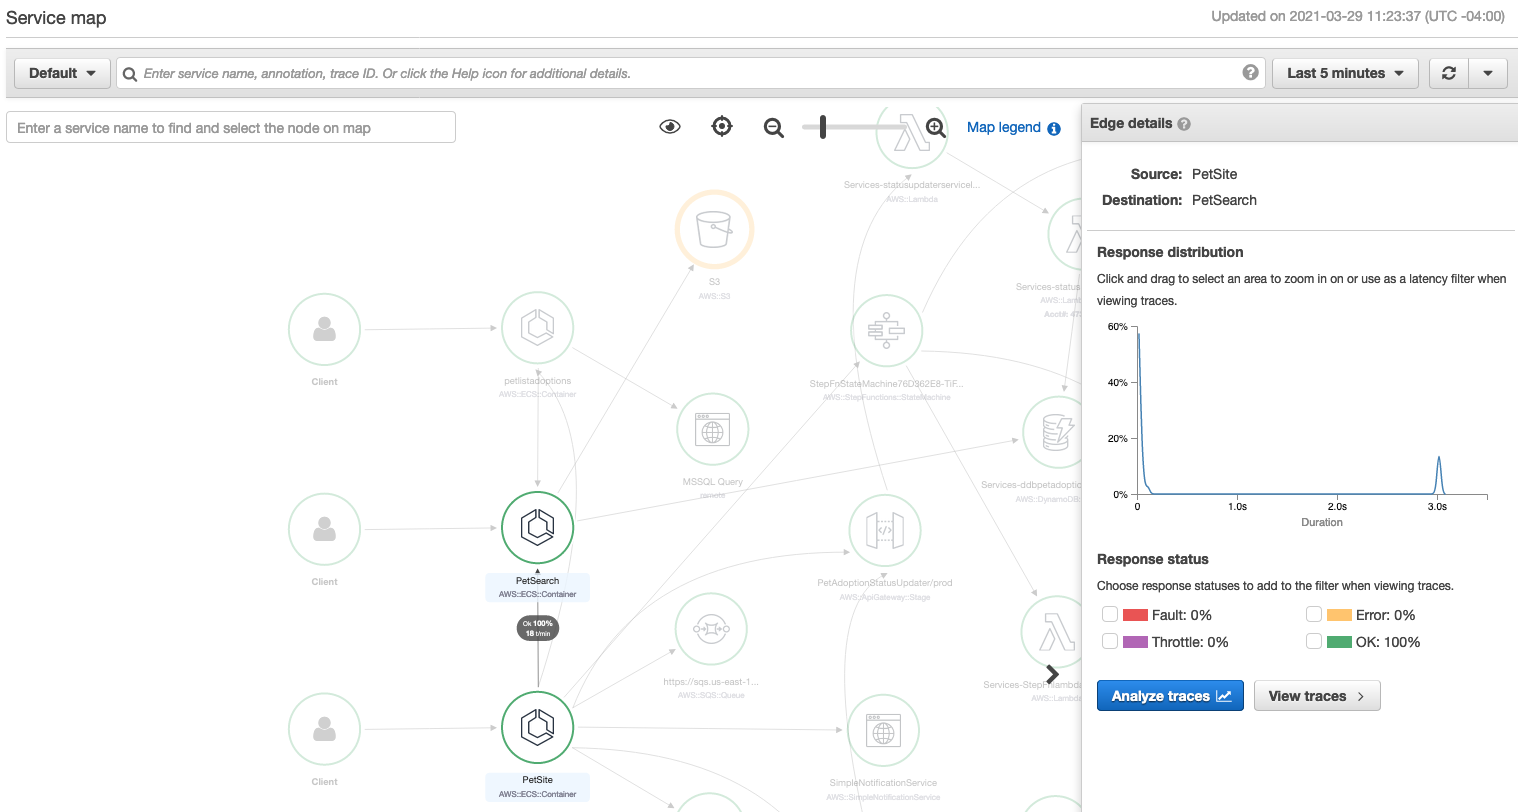 Service map
Updated on 2021-03-29 11:23:37 (UTC -04:00)
Default
Enter service name, annotation, trace ID. Or click the Help icon for additional details.
?
Last 5 minutes
Enter a service name to find and select the node on map
Map legend
Services-statusupdaterservicel...
AWS::Lambda
S3
AWS::S3
Services-status
AWS::Lamb
Client
petlistadoptions
AWS::ECS::Container
StepFnStateMachine76D362E8-TiF...
AWS::StepFunctions::StateMachine
MSSQL Query
remote
Services-ddbpetadoptio
AWS::DynamoDB:
Client
PetSearch
AWS::ECS::Container
PetAdoptionStatusUpdater/prod
AWS::ApiGateway::Stage
Ok 100%
18 t/min
https://sqs.us-east-1...
AWS::SQS::Queue
AWS::Lambda
Client
PetSite
AWS::ECS::Container
SimpleNotificationService
AWS::SimpleNotificationService
Edge details ?
Source: PetSite
Destination: PetSearch
Response distribution
Click and drag to select an area to zoom in on or use as a latency filter when
viewing traces.
60%
40%
20%
0%
0 1.0s 2.0s 3.0s
Duration
Response status
Choose response statuses to add to the filter when viewing traces.
Fault: 0%
Error: 0%
Throttle: 0%
OK: 100%
Analyze traces
View traces